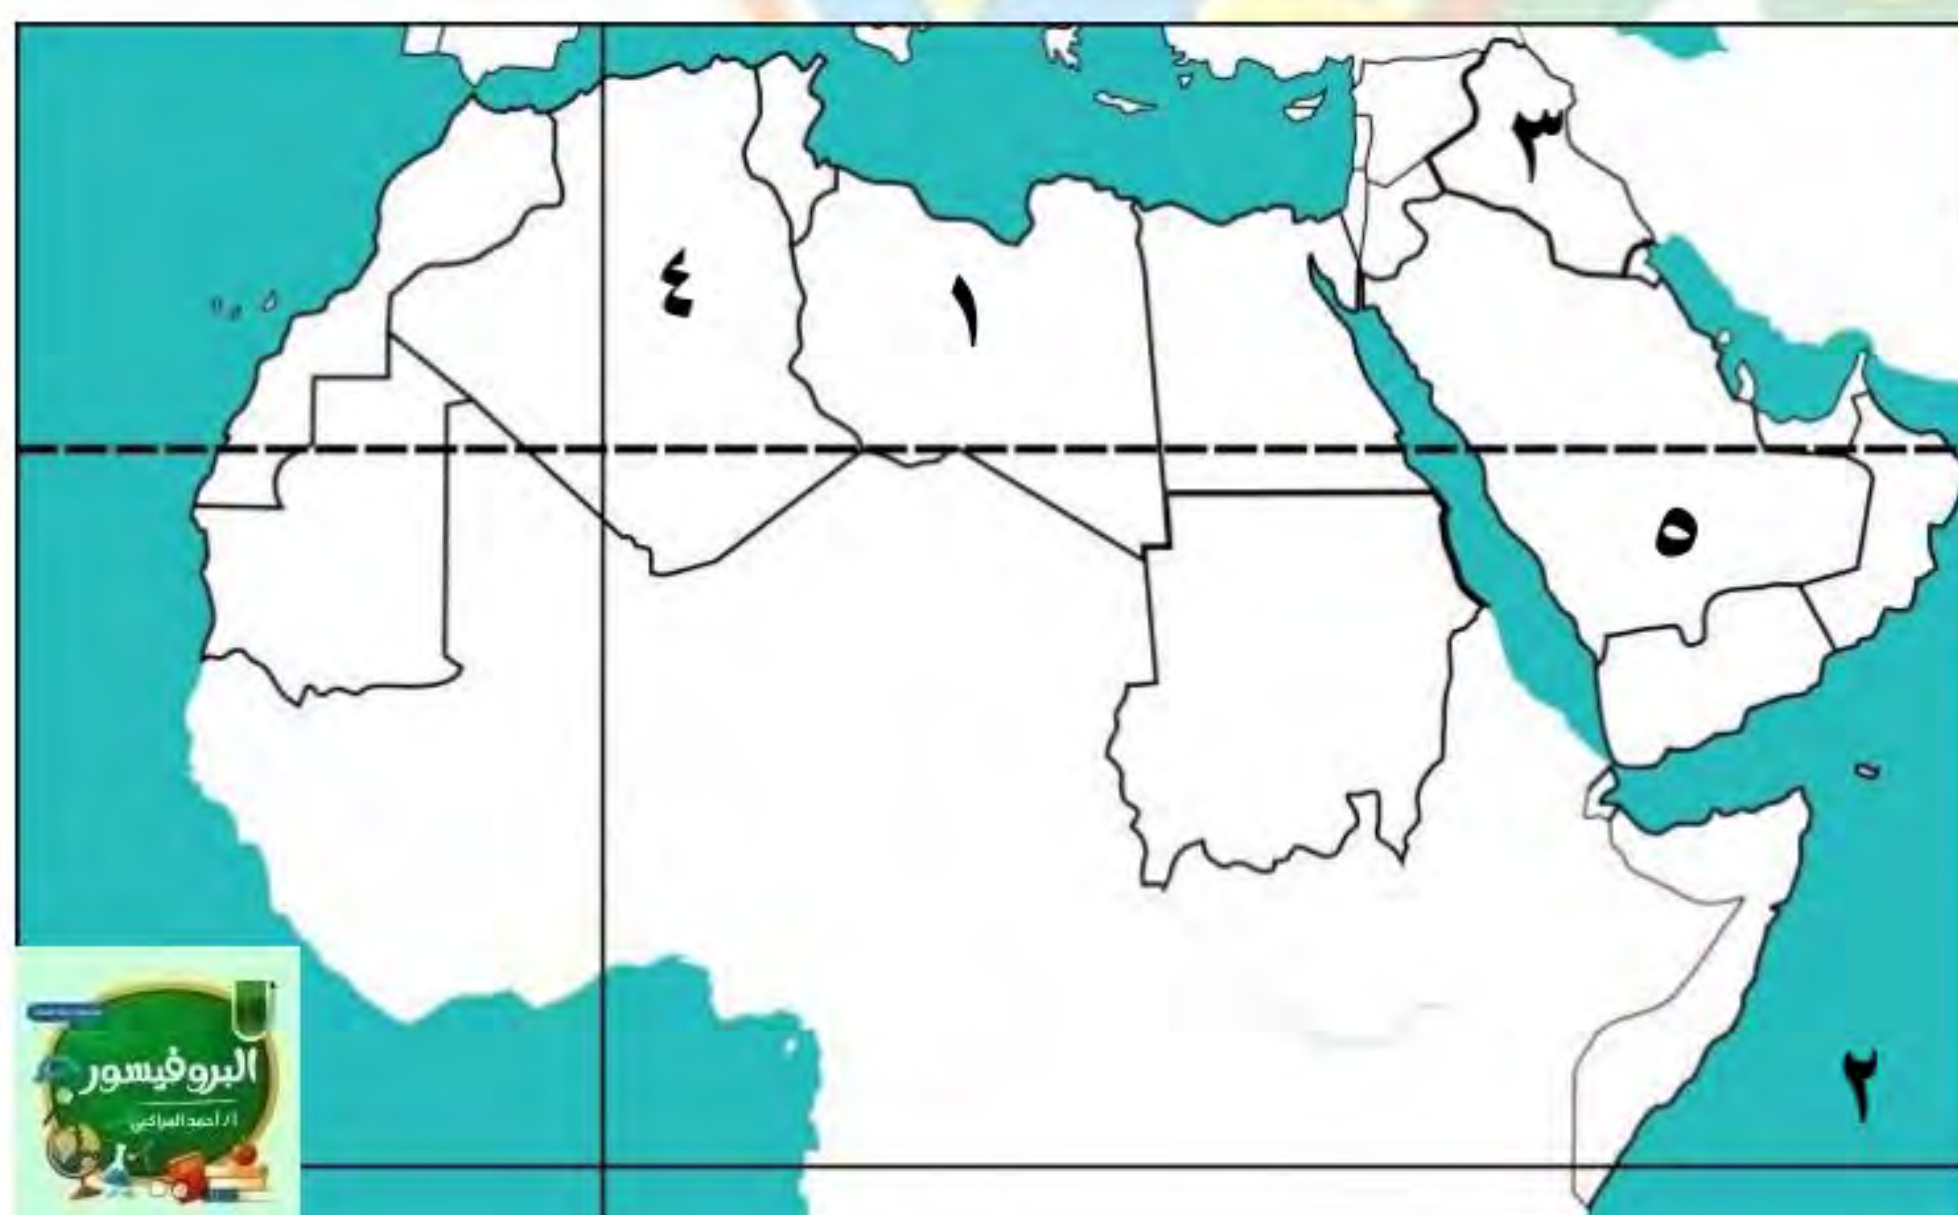 ٣
٤
١
٥
٢
البروفيسور
أ/ أحمد المراكبي